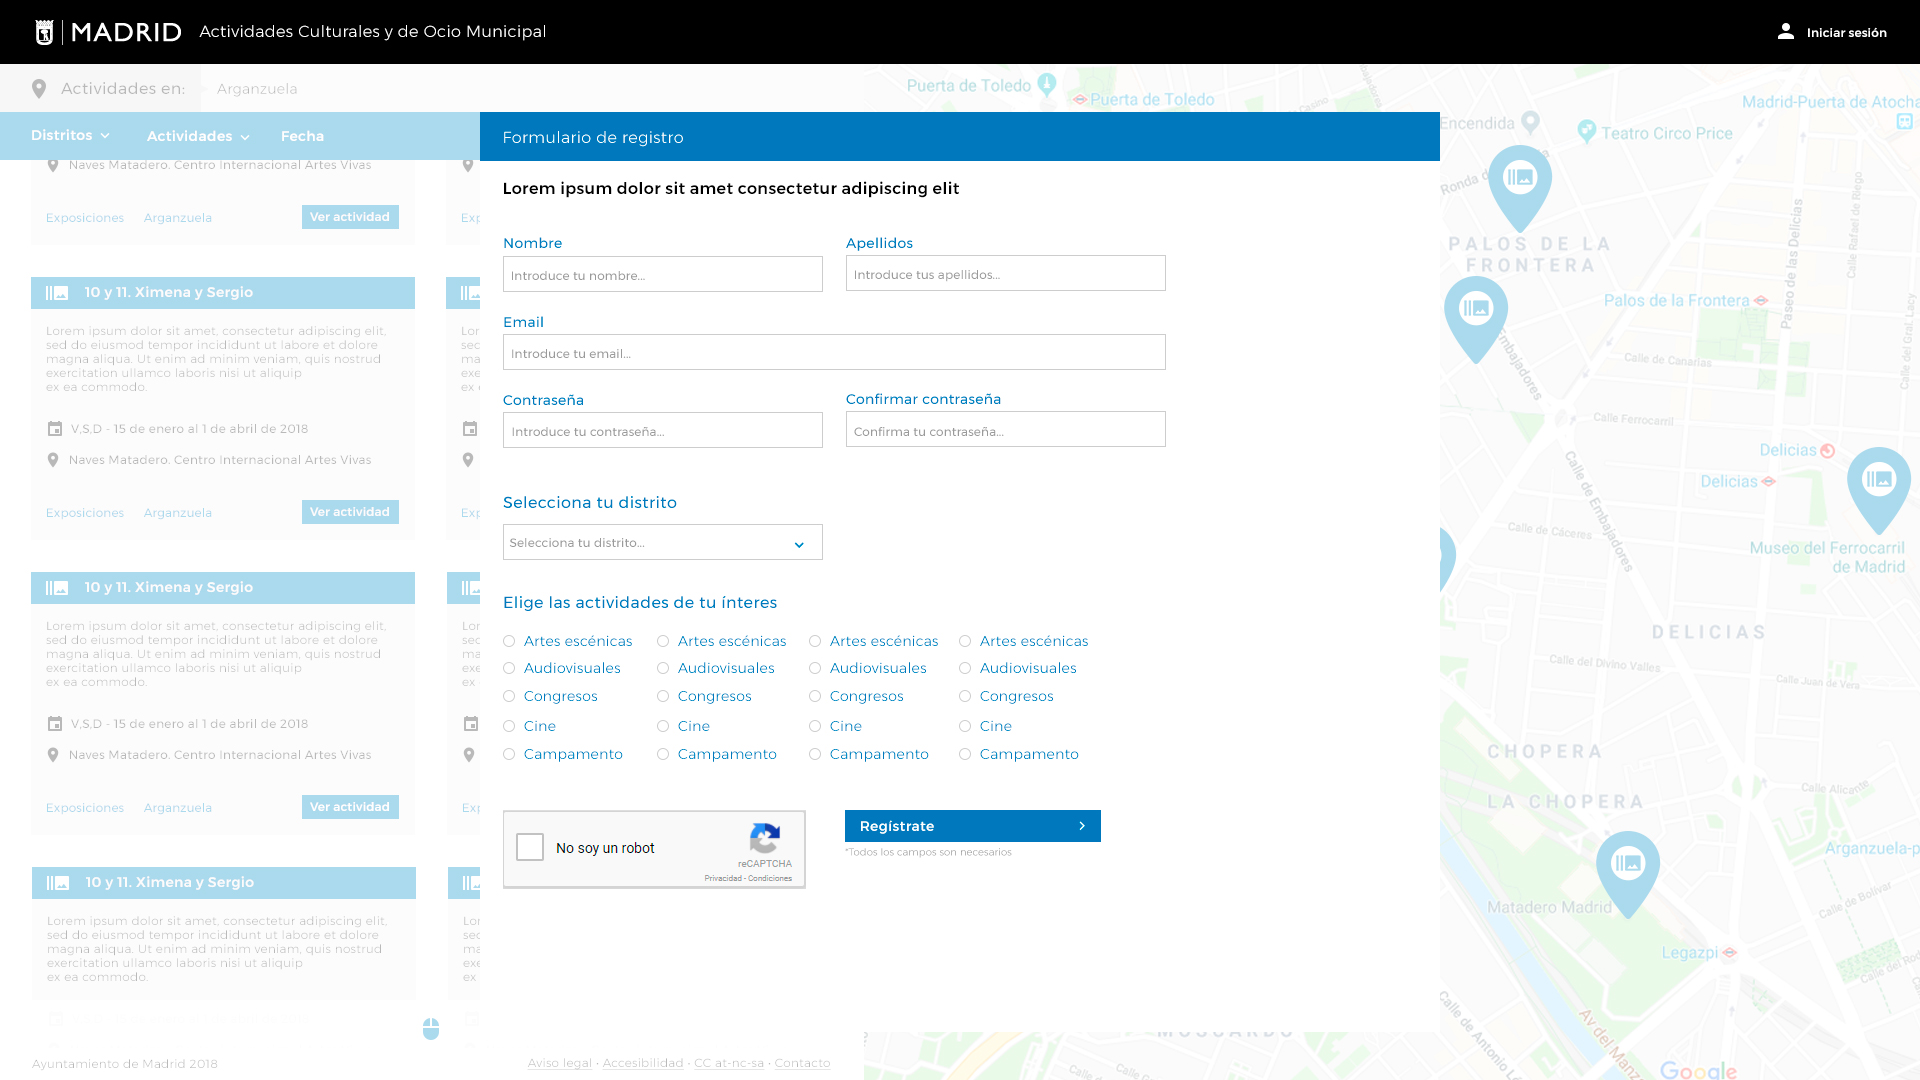 MADRID
Actividades Culturales y de Ocio Municipal
Iniciar sesión
Actividades en:
Arganzuela
Distritos
Actividades
Fecha
Naves Matadero. Centro Internacional Artes Vivas
Exposiciones
Arganzuela
Ver actividad
10 y 11. Ximena y Sergio
Lorem ipsum dolor sit amet, consectetur adipiscing elit,
sed do eiusmod tempor incididunt ut labore et dolore
magna aliqua. Ut enim ad minim veniam, quis nostrud
exercitation ullamco laboris nisi ut aliquip
ex ea commodo.
V,S,D - 15 de enero al 1 de abril de 2018
Naves Matadero. Centro Internacional Artes Vivas
Exposiciones
Arganzuela
Ver actividad
10 y 11. Ximena y Sergio
Lorem ipsum dolor sit amet, consectetur adipiscing elit,
sed do eiusmod tempor incididunt ut labore et dolore
magna aliqua. Ut enim ad minim veniam, quis nostrud
exercitation ullamco laboris nisi ut aliquip
ex ea commodo.
V,S,D - 15 de enero al 1 de abril de 2018
Naves Matadero. Centro Internacional Artes Vivas
Exposiciones
Arganzuela
Ver actividad
10 y 11. Ximena y Sergio
Lorem ipsum dolor sit amet, consectetur adipiscing elit,
sed do eiusmod tempor incididunt ut labore et dolore
magna aliqua. Ut enim ad minim veniam, quis nostrud
exercitation ullamco laboris nisi ut aliquip
ex ea commodo.
Formulario de registro
Lorem ipsum dolor sit amet consectetur adipiscing elit
Nombre
Introduce tu nombre...
Apellidos
Introduce tus apellidos...
Email
Introduce tu email...
Contraseña
Introduce tu contraseña...
Confirmar contraseña
Confirma tu contraseña...
Selecciona tu distrito
Selecciona tu distrito...
Elige las actividades de tu ínteres
Artes escénicas Artes escénicas Artes escénicas Artes escénicas
Audiovisuales Audiovisuales Audiovisuales Audiovisuales
Congresos Congresos Congresos Congresos
Cine Cine Cine Cine
Campamento Campamento Campamento Campamento
No soy un robot
reCAPTCHA
Privacidad - Condiciones
Regístrate
*Todos los campos son necesarios
Puerta de Toledo
Puerta de Toledo
Casino
Madrid-Puerta de Atocha
Encendida
Teatro Circo Price
Ronda de
PALOS DE LA
FRONTERA
Paseo de las Delicias
Calle de Rafael de Riego
Palos de la Frontera
Calle del Gral. Lacy
Embajadores
Calle de Canarias
Calle Ferrocarril
Delicias
Delicias
Calle de Embajadores
Calle de Cáceres
Museo del Ferrocarril
de Madrid
DELICIAS
Calle del Divino Valles
Calle Juan de Vera
CHOPERA
LA CHOPERA
Calle Alicante
Arganzuela-p
Matadero Madrid
Calle de Bolívar
Legazpi
Calle de Antonio
Av del Manz
MOSCARDÓ
Google
Ayuntamiento de Madrid 2018
Aviso legal · Accesibilidad · CC at-nc-sa · Contacto